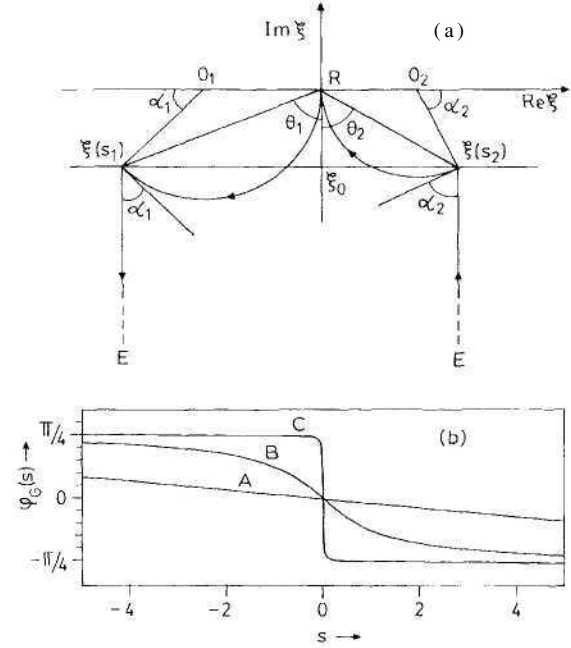 Im ξ (a)
O₁ R O₂
α₁ Re ξ
θ₁ θ₂ α₂
ξ(s₁) ξ(s₂)
ξ₀
α₁ α₂
E E
π/4 C (b)
B
φG(s) →
A
0
-π/4
-4 -2 0 2 4
s →